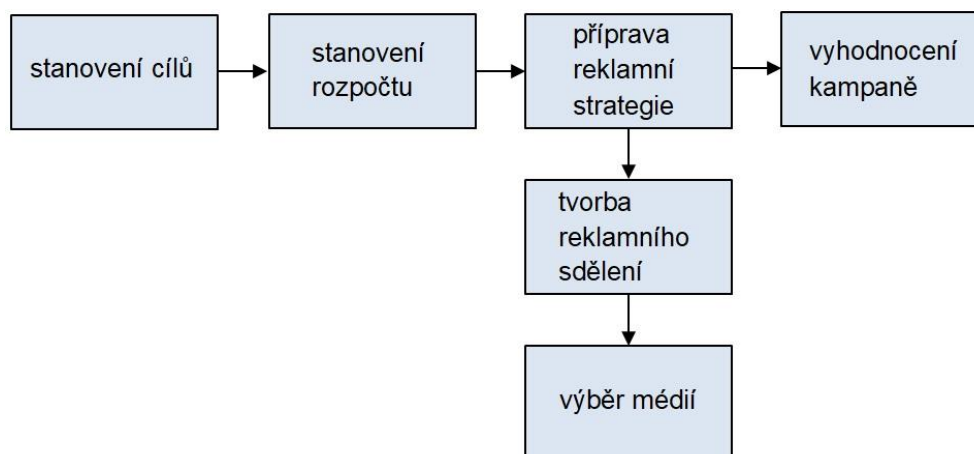 stanovení cílů
stanovení
rozpočtu
příprava
reklamní
strategie
vyhodnocení
kampaně
tvorba
reklamního
sdělení
výběr médií